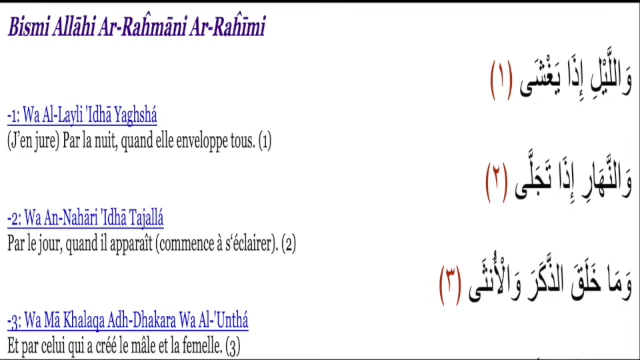 Bismi Allāhi Ar-Raĥmāni Ar-Raĥīmi
وَاللَّيْلِ إِذَا يَغْشَى (١)
-1: Wa Al-Layli 'Idhā Yaghshá
(J'en jure) Par la nuit, quand elle enveloppe tous. (1)
وَالنَّهَارِ إِذَا تَجَلَّى (٢)
-2: Wa An-Nahāri 'Idhā Tajallá
Par le jour, quand il apparaît (commence à s'éclairer). (2)
وَمَا خَلَقَ الذَّكَرَ وَالْأُنثَى (٣)
-3: Wa Mā Khalaqa Adh-Dhakara Wa Al-'Unthá
Et par celui qui a créé le mâle et la femelle. (3)